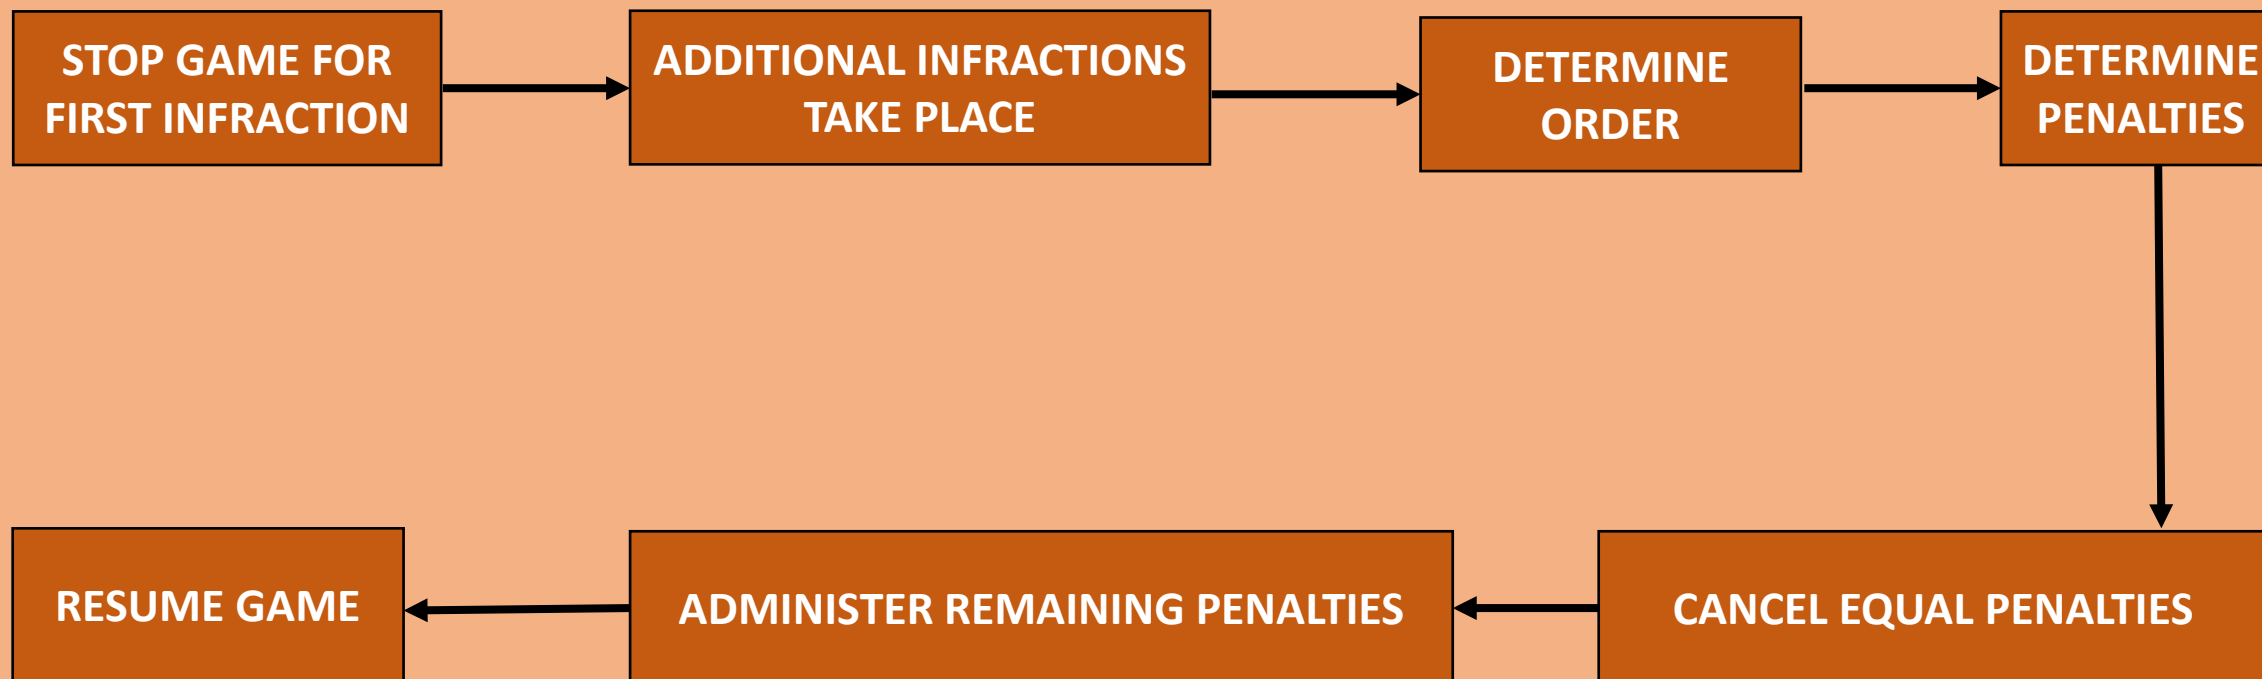 STOP GAME FOR
FIRST INFRACTION
ADDITIONAL INFRACTIONS
TAKE PLACE
DETERMINE
ORDER
DETERMINE
PENALTIES
CANCEL EQUAL PENALTIES
ADMINISTER REMAINING PENALTIES
RESUME GAME